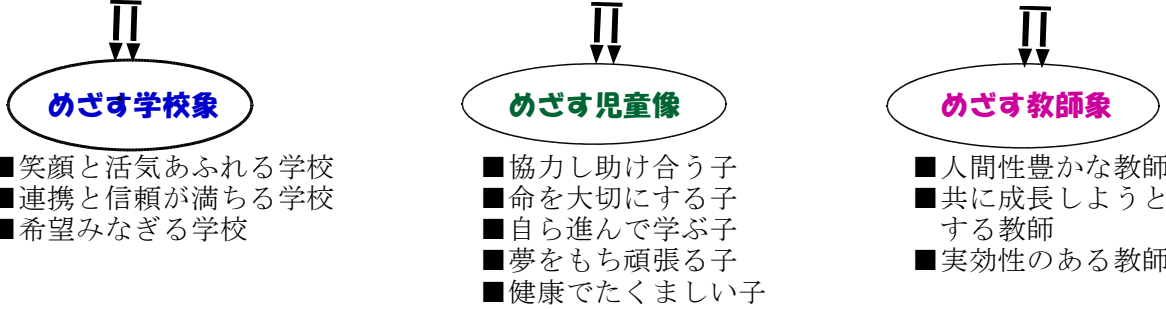 めざす学校象
■笑顔と活気あふれる学校
■連携と信頼が満ちる学校
■希望みなぎる学校
めざす児童像
■協力し助け合う子
■命を大切にする子
■自ら進んで学ぶ子
■夢をもち頑張る子
■健康でたくましい子
めざす教師象
■人間性豊かな教師
■共に成長しようと
する教師
■実効性のある教師